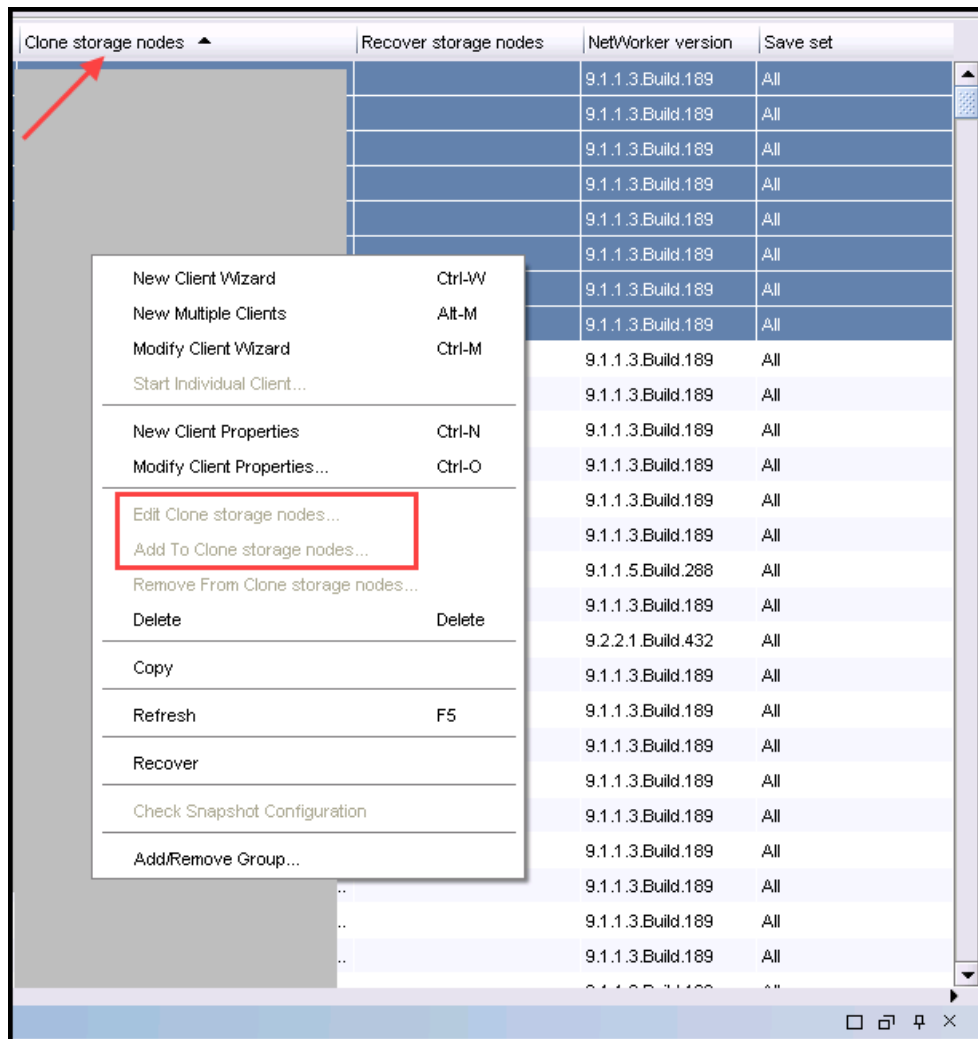 Clone storage nodes Recover storage nodes NetWorker version Save set
9.1.1.3.Build.189 All
9.1.1.3.Build.189 All
9.1.1.3.Build.189 All
9.1.1.3.Build.189 All
9.1.1.3.Build.189 All
9.1.1.3.Build.189 All
9.1.1.3.Build.189 All
9.1.1.3.Build.189 All
9.1.1.3.Build.189 All
9.1.1.3.Build.189 All
9.1.1.3.Build.189 All
9.1.1.3.Build.189 All
9.1.1.3.Build.189 All
9.1.1.3.Build.189 All
9.1.1.5.Build.288 All
9.1.1.3.Build.189 All
9.2.2.1.Build.432 All
9.1.1.3.Build.189 All
9.1.1.3.Build.189 All
9.1.1.3.Build.189 All
9.1.1.3.Build.189 All
9.1.1.3.Build.189 All
9.1.1.3.Build.189 All
.. 9.1.1.3.Build.189 All
.. 9.1.1.3.Build.189 All
.. 9.1.1.3.Build.189 All
New Client Wizard Ctrl-W
New Multiple Clients Alt-M
Modify Client Wizard Ctrl-M
Start Individual Client...
New Client Properties Ctrl-N
Modify Client Properties... Ctrl-O
Edit Clone storage nodes...
Add To Clone storage nodes...
Remove From Clone storage nodes...
Delete Delete
Copy
Refresh F5
Recover
Check Snapshot Configuration
Add/Remove Group...